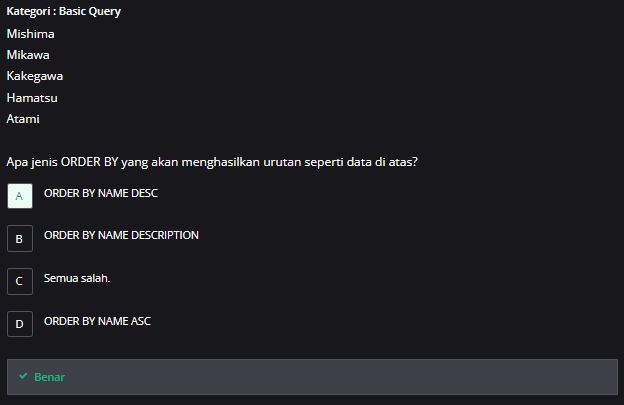 Kategori : Basic Query
Mishima
Mikawa
Kakegawa
Hamatsu
Atami
Apa jenis ORDER BY yang akan menghasilkan urutan seperti data di atas?
A ORDER BY NAME DESC
B ORDER BY NAME DESCRIPTION
C Semua salah.
D ORDER BY NAME ASC
Benar